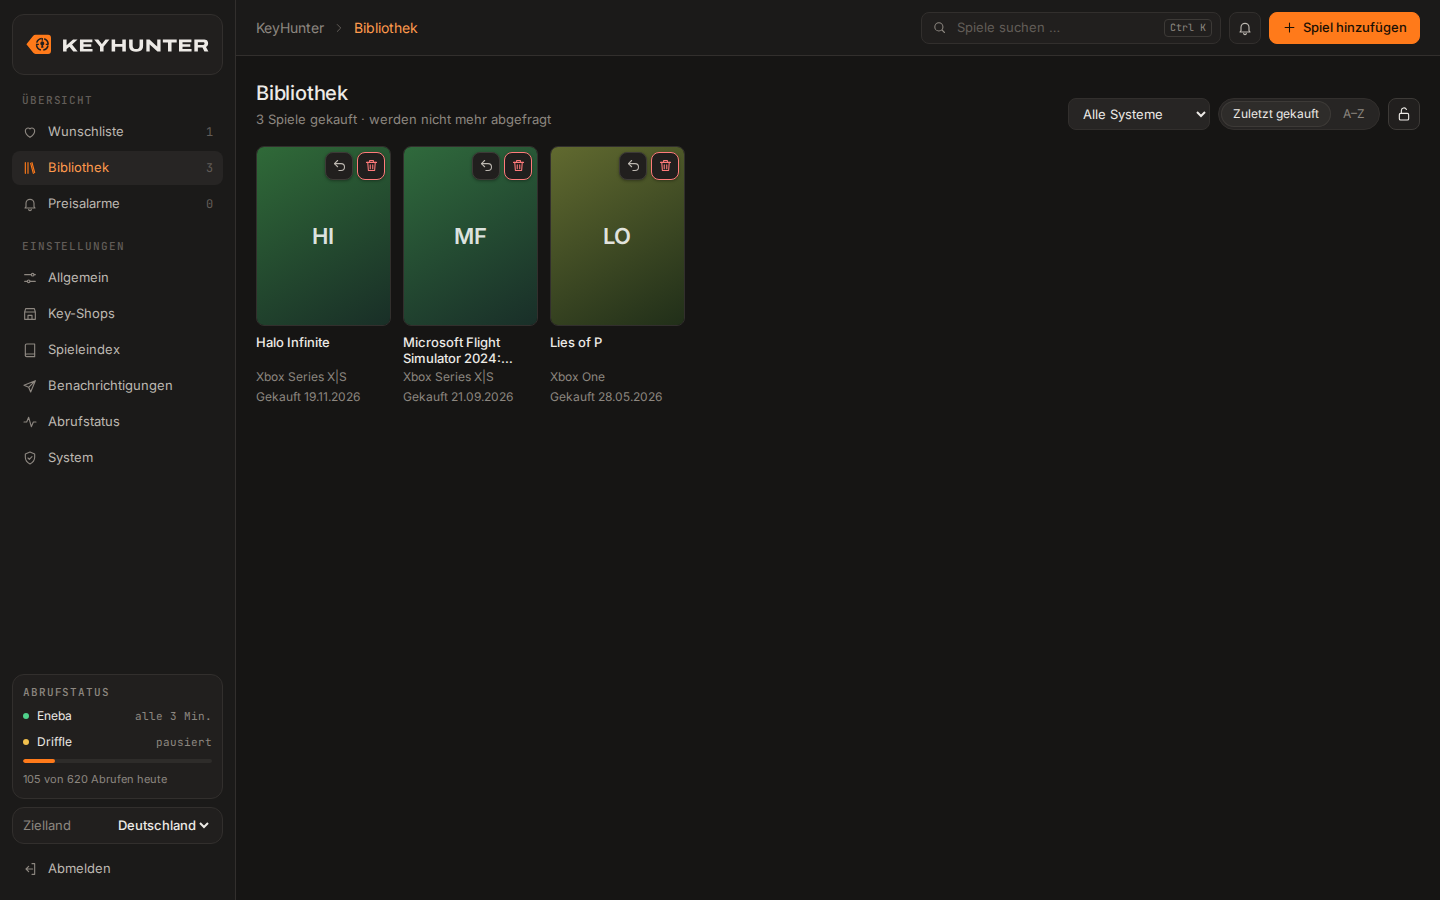 KEYHUNTER
KeyHunter
Bibliothek
Spiele suchen ...
Ctrl K
Spiel hinzufügen
ÜBERSICHT
Wunschliste 1
Bibliothek 3
Preisalarme 0
EINSTELLUNGEN
Allgemein
Key-Shops
Spieleindex
Benachrichtigungen
Abrufstatus
System
ABRUFSTATUS
Eneba alle 3 Min.
Driffle pausiert
105 von 620 Abrufen heute
Zielland Deutschland
Abmelden
Bibliothek
3 Spiele gekauft · werden nicht mehr abgefragt
Alle Systeme
Zuletzt gekauft
A–Z
HI
Halo Infinite
Xbox Series X|S
Gekauft 19.11.2026
MF
Microsoft Flight
Simulator 2024:...
Xbox Series X|S
Gekauft 21.09.2026
LO
Lies of P
Xbox One
Gekauft 28.05.2026